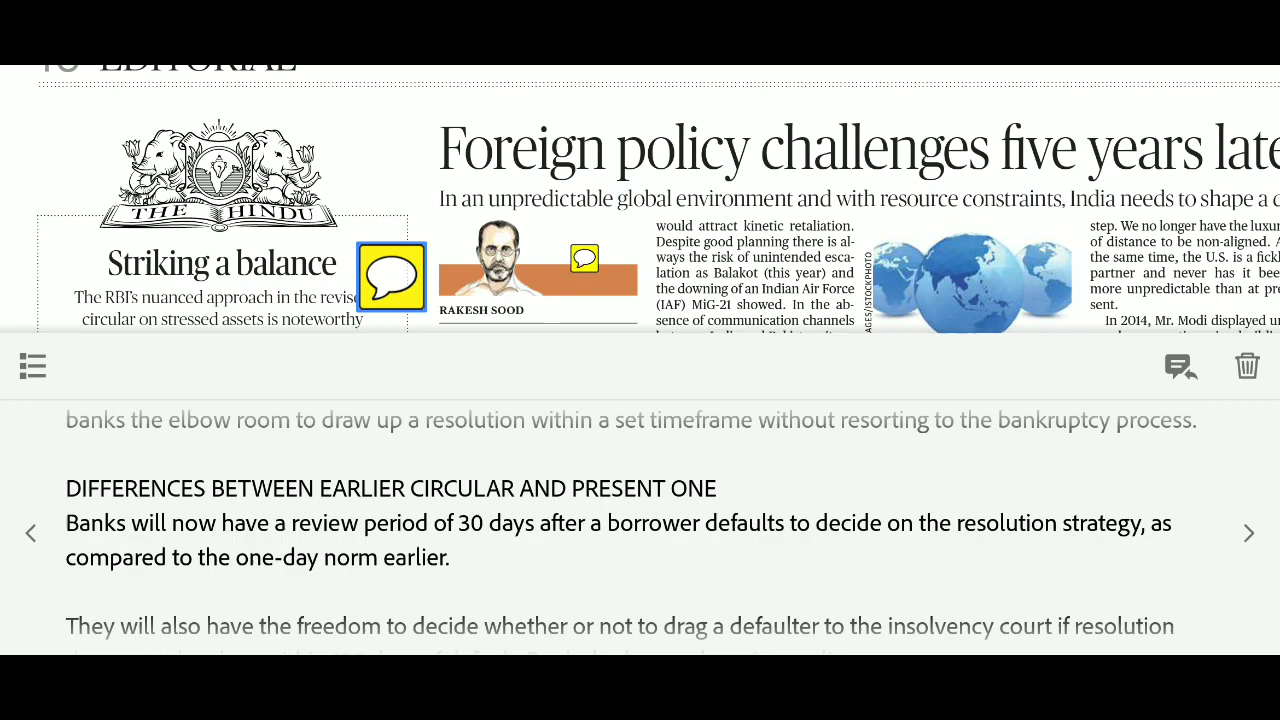 EDITORIAL
THE HINDU
Striking a balance
The RBI's nuanced approach in the revise
circular on stressed assets is noteworthy
Foreign policy challenges five years late
In an unpredictable global environment and with resource constraints, India needs to shape a
RAKESH SOOD
would attract kinetic retaliation.
Despite good planning there is al-
ways the risk of unintended esca-
lation as Balakot (this year) and
the downing of an Indian Air Force
(IAF) MiG-21 showed. In the ab-
sence of communication channels
AGES/ISTOCKPHOTO
step. We no longer have the luxur
of distance to be non-aligned. A
the same time, the U.S. is a fickl
partner and never has it bee
more unpredictable than at pre
sent.
In 2014, Mr. Modi displayed un
banks the elbow room to draw up a resolution within a set timeframe without resorting to the bankruptcy process.
DIFFERENCES BETWEEN EARLIER CIRCULAR AND PRESENT ONE
Banks will now have a review period of 30 days after a borrower defaults to decide on the resolution strategy, as
compared to the one-day norm earlier.
They will also have the freedom to decide whether or not to drag a defaulter to the insolvency court if resolution